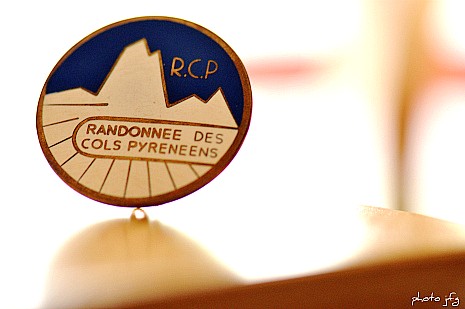 R.C.P
RANDONNEE DES
COLS PYRENEENS
photo jfg